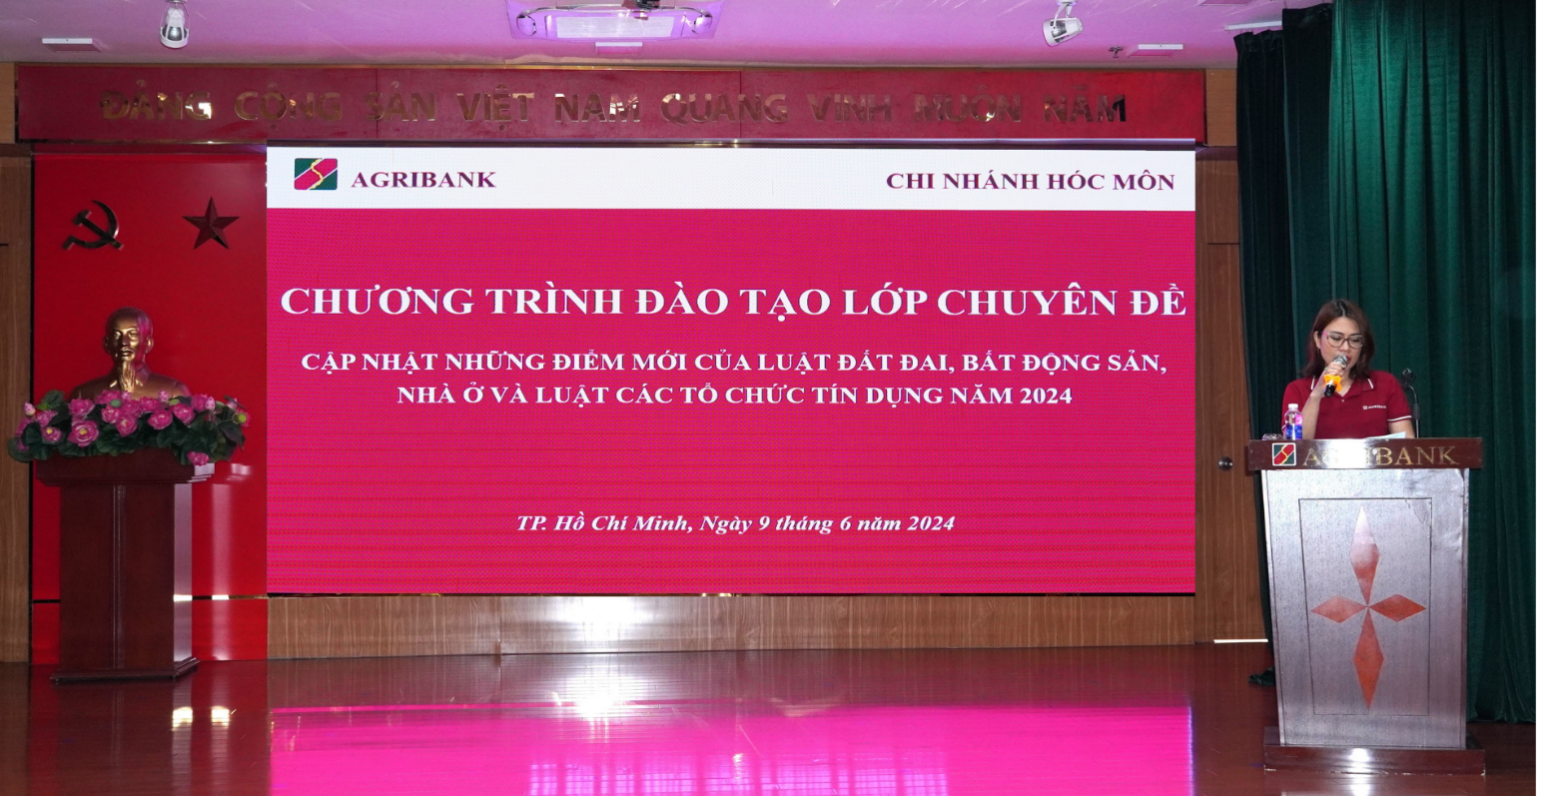 ĐẢNG CỘNG SẢN VIỆT NAM QUANG VINH MUÔN NĂM
AGRIBANK
CHI NHÁNH HÓC MÔN
CHƯƠNG TRÌNH ĐÀO TẠO LỚP CHUYÊN ĐỀ
CẬP NHẬT NHỮNG ĐIỂM MỚI CỦA LUẬT ĐẤT ĐAI, BẤT ĐỘNG SẢN,
NHÀ Ở VÀ LUẬT CÁC TỔ CHỨC TÍN DỤNG NĂM 2024
TP. Hồ Chí Minh, Ngày 9 tháng 6 năm 2024
AGRIBANK